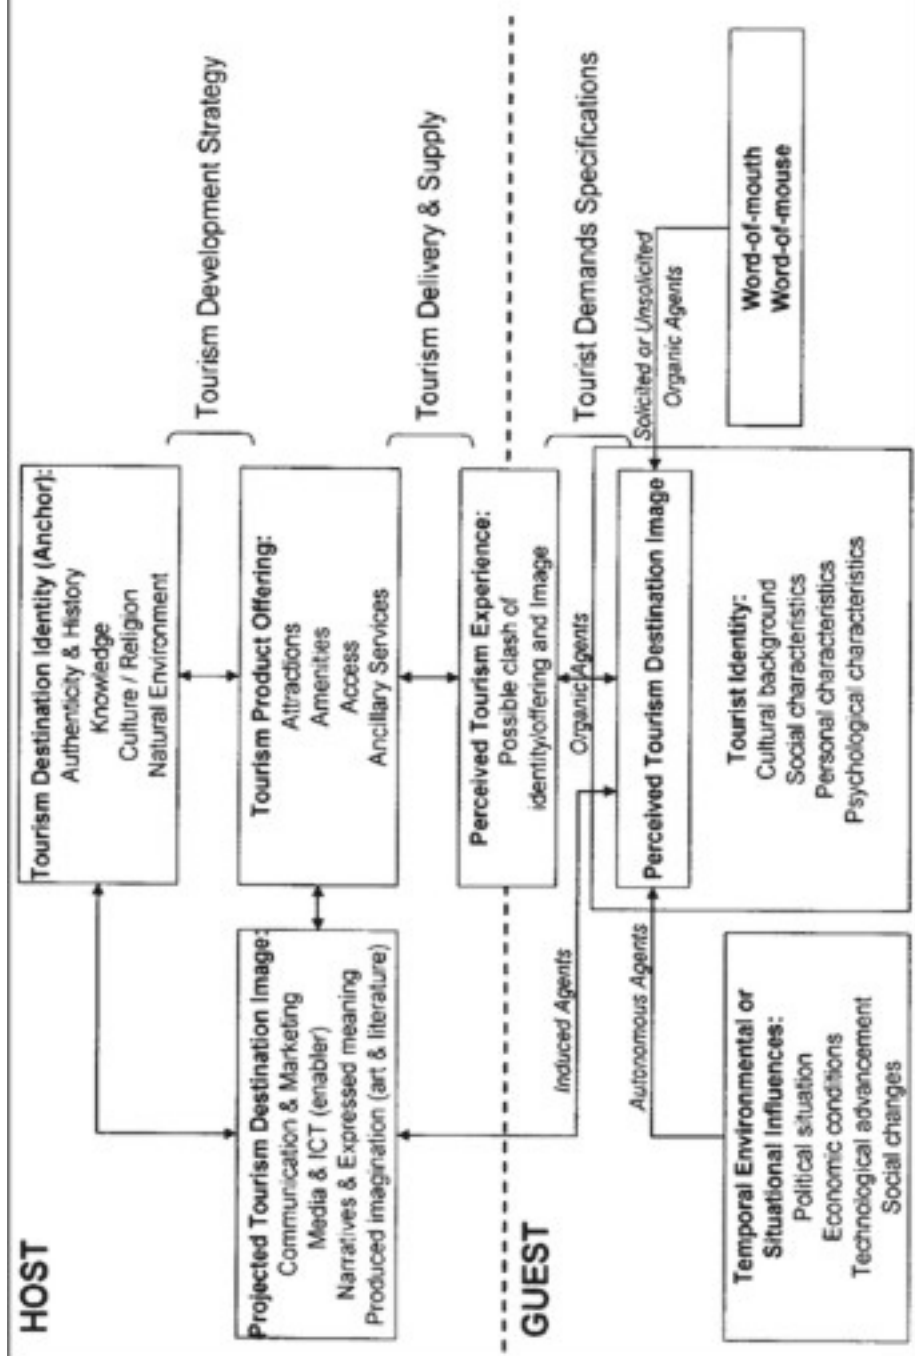 HOST
Tourism Destination Identity (Anchor):
Authenticity & History
Knowledge
Culture / Religion
Natural Environment
Tourism Development Strategy
Projected Tourism Destination Image:
Communication & Marketing
Media & ICT (enabler)
Narratives & Expressed meaning
Produced imagination (art & literature)
Tourism Product Offering:
Attractions
Amenities
Access
Ancillary Services
Tourism Delivery & Supply
Perceived Tourism Experience:
Possible clash of
identity/offering and Image
GUEST
Induced Agents
Organic Agents
Tourist Demands Specifications
Autonomous Agents
Perceived Tourism Destination Image
Solicited or Unsolicited
Organic Agents
Temporal Environmental or
Situational Influences:
Political situation
Economic conditions
Technological advancement
Social changes
Tourist Identity:
Cultural background
Social characteristics
Personal characteristics
Psychological characteristics
Word-of-mouth
Word-of-mouse